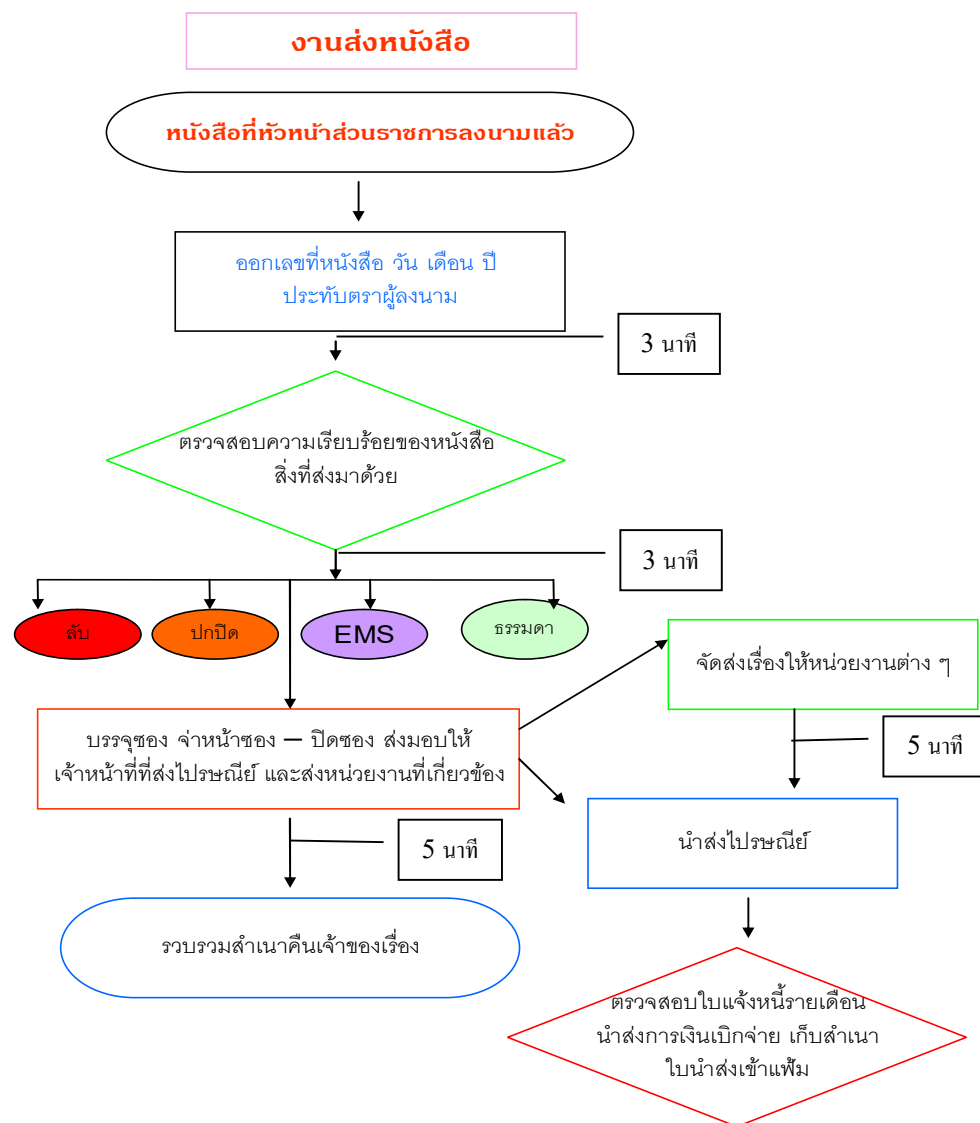 งานส่งหนังสือ
หนังสือที่หัวหน้าส่วนราชการลงนามแล้ว
ออกเลขที่หนังสือ วัน เดือน ปี
ประทับตราผู้ลงนาม
3 นาที
ตรวจสอบความเรียบร้อยของหนังสือ
สิ่งที่ส่งมาด้วย
3 นาที
ลับ
ปกปิด
EMS
ธรรมดา
จัดส่งเรื่องให้หน่วยงานต่าง ๆ
บรรจุซอง จ่าหน้าซอง – ปิดซอง ส่งมอบให้
เจ้าหน้าที่ที่ส่งไปรษณีย์ และส่งหน่วยงานที่เกี่ยวข้อง
5 นาที
นำส่งไปรษณีย์
5 นาที
รวบรวมสำเนาคืนเจ้าของเรื่อง
ตรวจสอบใบแจ้งหนี้รายเดือน
นำส่งการเงินเบิกจ่าย เก็บสำเนา
ใบนำส่งเข้าแฟ้ม